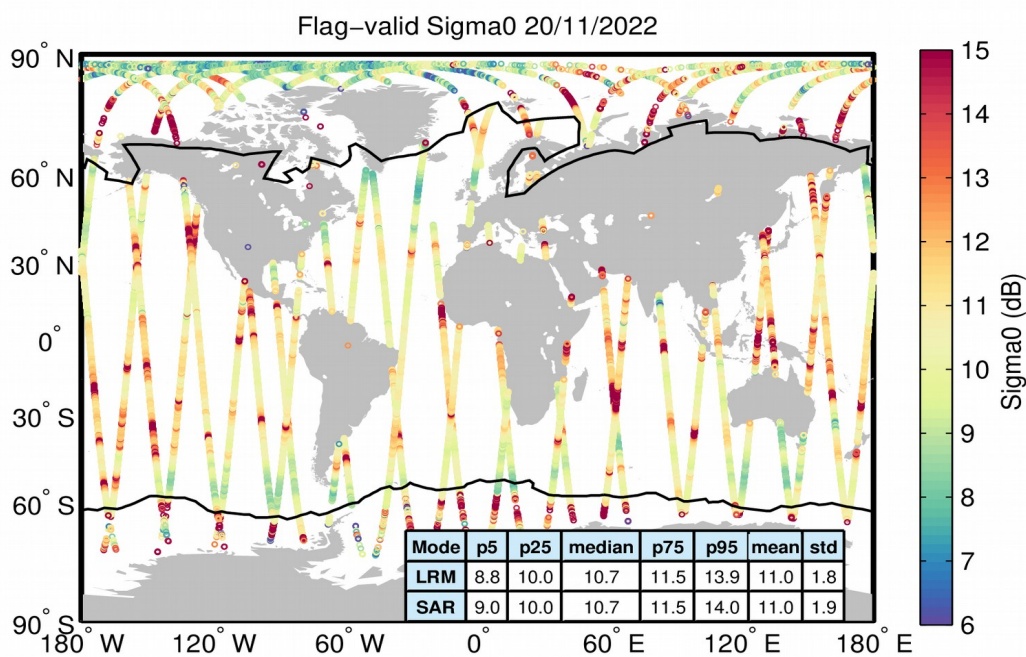 Flag−valid Sigma0 20/11/2022
90° N
60° N
30° N
0°
30° S
60° S
90° S
180° W
120° W
60° W
0°
60° E
120° E
180° E
15
14
13
12
11
10
9
8
7
6
Sigma0 (dB)
Mode p5 p25 median p75 p95 mean std
LRM 8.8 10.0 10.7 11.5 13.9 11.0 1.8
SAR 9.0 10.0 10.7 11.5 14.0 11.0 1.9